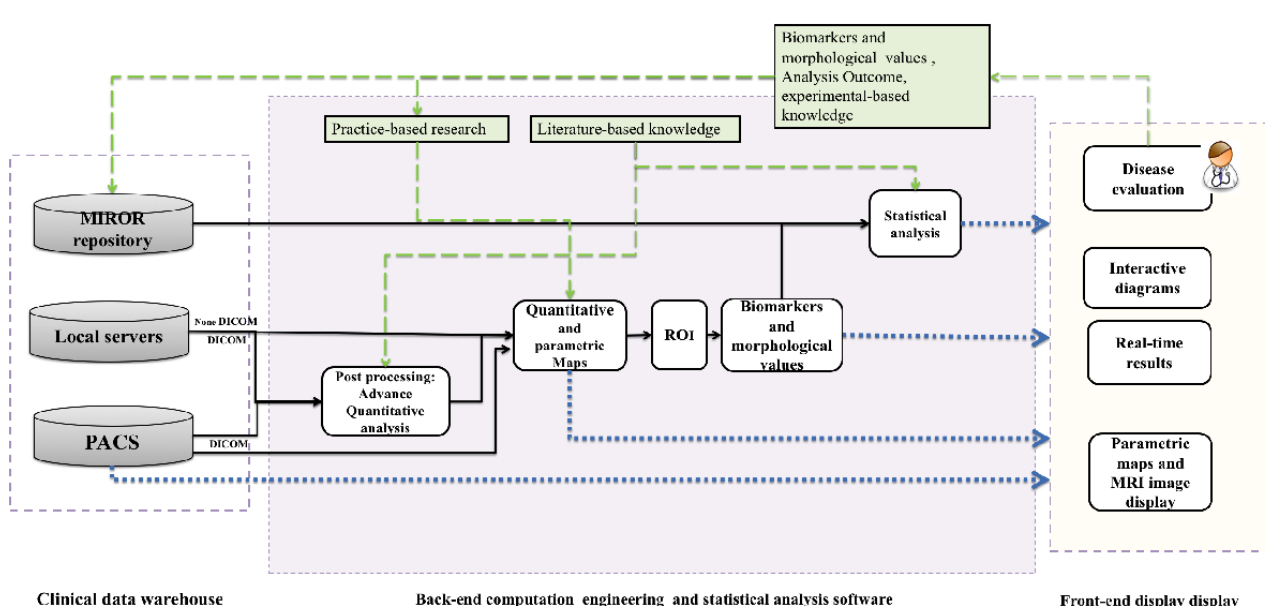 Biomarkers and
morphological values ,
Analysis Outcome,
experimental-based
knowledge
Practice-based research
Literature-based knowledge
MIROR
repository
Local servers
PACS
None DICOM
DICOM
DICOM
Post processing:
Advance
Quantitative
analysis
Quantitative
and
parametric
Maps
ROI
Biomarkers
and
morphological
values
Statistical
analysis
Disease
evaluation
Interactive
diagrams
Real-time
results
Parametric
maps and
MRI image
display
Clinical data warehouse
Back-end computation engineering and statistical analysis software
Front-end display display